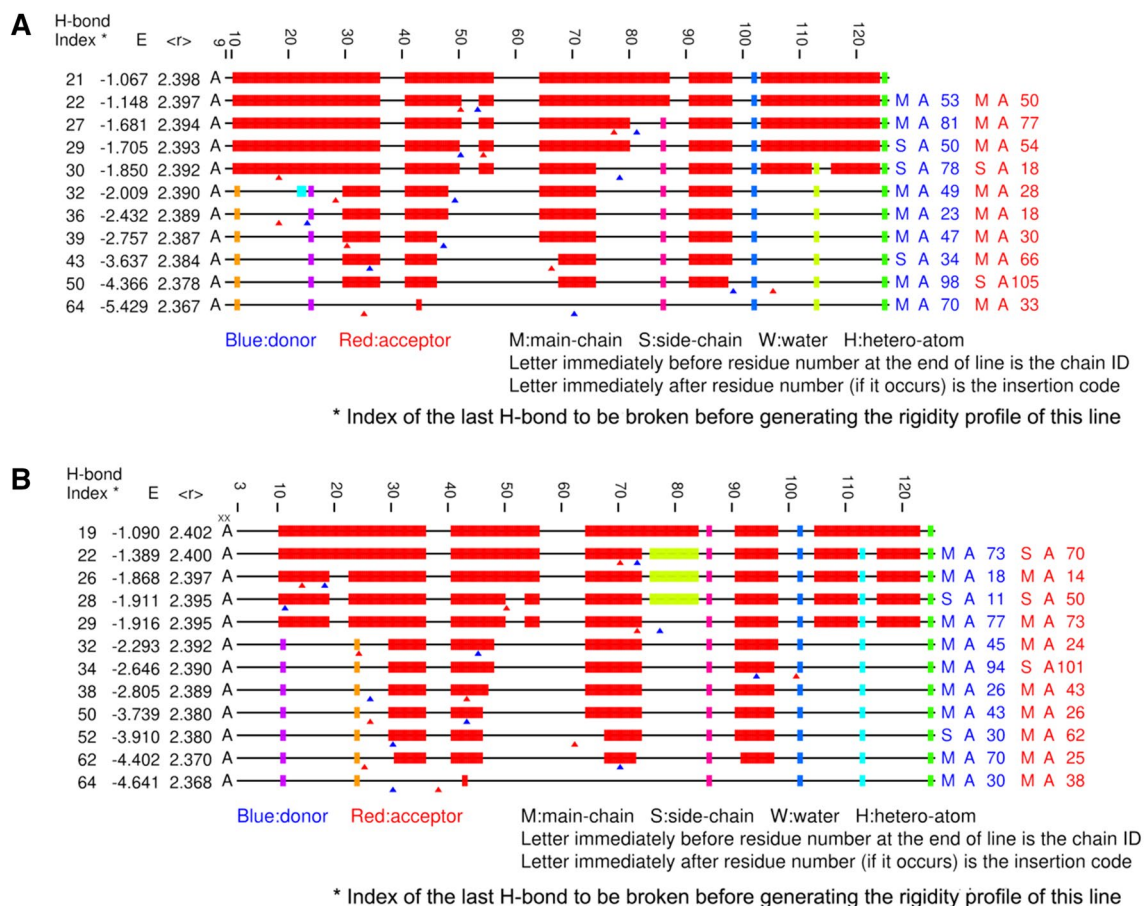 A
H-bond
Index * E <r> 9 10 20 30 40 50 60 70 80 90 100 110 120
21 -1.067 2.398 A
22 -1.148 2.397 A M A 53 M A 50
27 -1.681 2.394 A M A 81 M A 77
29 -1.705 2.393 A S A 50 M A 54
30 -1.850 2.392 A S A 78 S A 18
32 -2.009 2.390 A M A 49 M A 28
36 -2.432 2.389 A M A 23 M A 18
39 -2.757 2.387 A M A 47 M A 30
43 -3.637 2.384 A S A 34 M A 66
50 -4.366 2.378 A M A 98 S A105
64 -5.429 2.367 A M A 70 M A 33
Blue:donor Red:acceptor M:main-chain S:side-chain W:water H:hetero-atom
Letter immediately before residue number at the end of line is the chain ID
Letter immediately after residue number (if it occurs) is the insertion code
* Index of the last H-bond to be broken before generating the rigidity profile of this line
B
H-bond
Index * E <r> 3 10 20 30 40 50 60 70 80 90 100 110 120
xx
19 -1.090 2.402 A
22 -1.389 2.400 A M A 73 S A 70
26 -1.868 2.397 A M A 18 M A 14
28 -1.911 2.395 A S A 11 S A 50
29 -1.916 2.395 A M A 77 M A 73
32 -2.293 2.392 A M A 45 M A 24
34 -2.646 2.390 A M A 94 S A101
38 -2.805 2.389 A M A 26 M A 43
50 -3.739 2.380 A M A 43 M A 26
52 -3.910 2.380 A S A 30 M A 62
62 -4.402 2.370 A M A 70 M A 25
64 -4.641 2.368 A M A 30 M A 38
Blue:donor Red:acceptor M:main-chain S:side-chain W:water H:hetero-atom
Letter immediately before residue number at the end of line is the chain ID
Letter immediately after residue number (if it occurs) is the insertion code
* Index of the last H-bond to be broken before generating the rigidity profile of this line